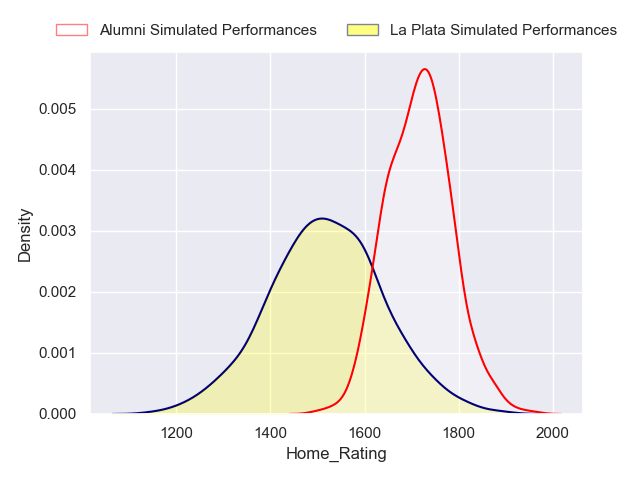 Alumni Simulated Performances La Plata Simulated Performances
0.005
0.004
0.003
0.002
0.001
0.000
Density
1200 1400 1600 1800 2000
Home_Rating